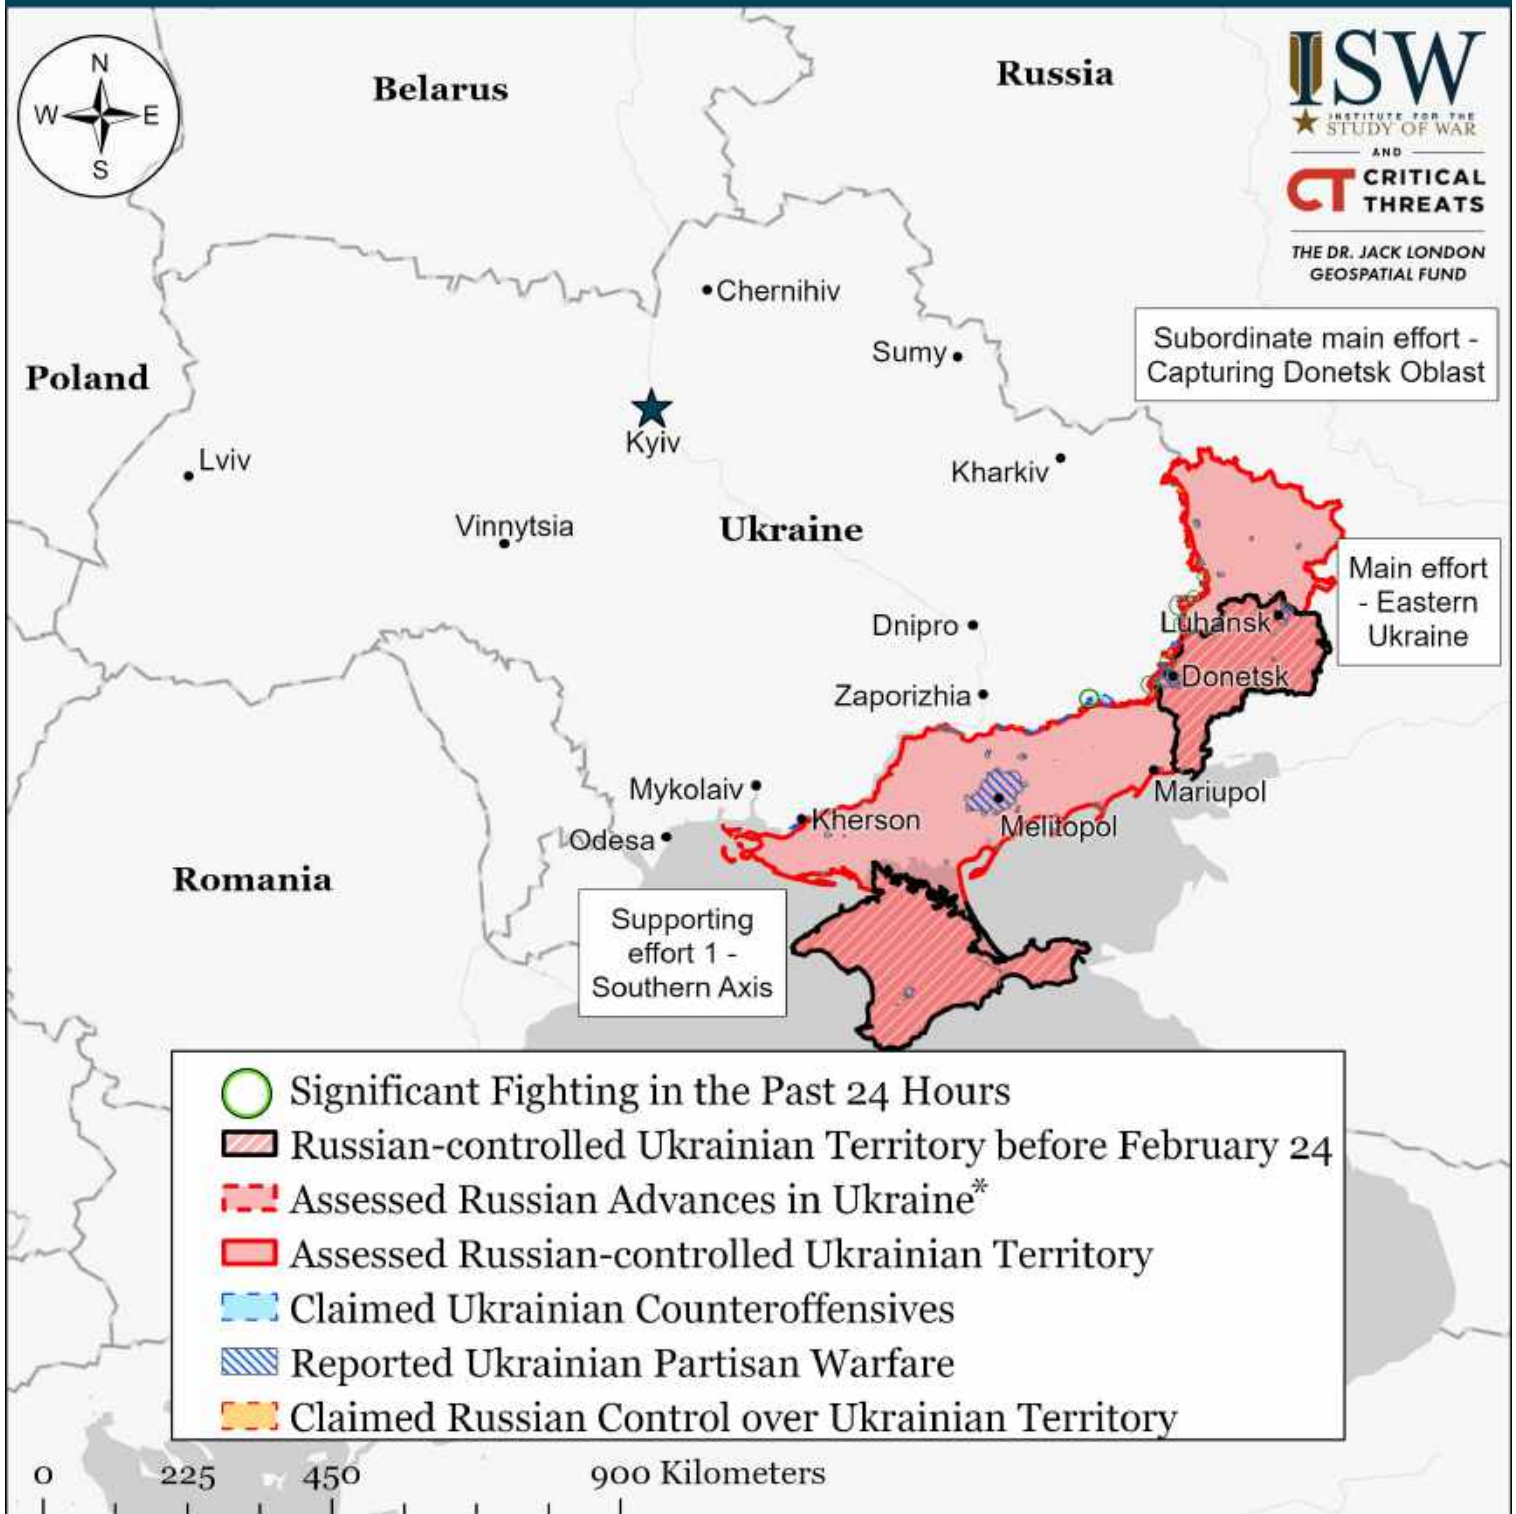 N
W
E
S
Belarus
Russia
ISW
INSTITUTE FOR THE
STUDY OF WAR
AND
CT CRITICAL
THREATS
THE DR. JACK LONDON
GEOSPATIAL FUND
Chernihiv
Subordinate main effort -
Capturing Donetsk Oblast
Sumy
Poland
Kyiv
Lviv
Kharkiv
Vinnytsia
Ukraine
Main effort
- Eastern
Ukraine
Dnipro
Luhansk
Donetsk
Zaporizhia
Mykolaiv
Mariupol
Kherson
Melitopol
Odesa
Romania
Supporting
effort 1 -
Southern Axis
Significant Fighting in the Past 24 Hours
Russian-controlled Ukrainian Territory before February 24
Assessed Russian Advances in Ukraine*
Assessed Russian-controlled Ukrainian Territory
Claimed Ukrainian Counteroffensives
Reported Ukrainian Partisan Warfare
Claimed Russian Control over Ukrainian Territory
0 225 450 900 Kilometers